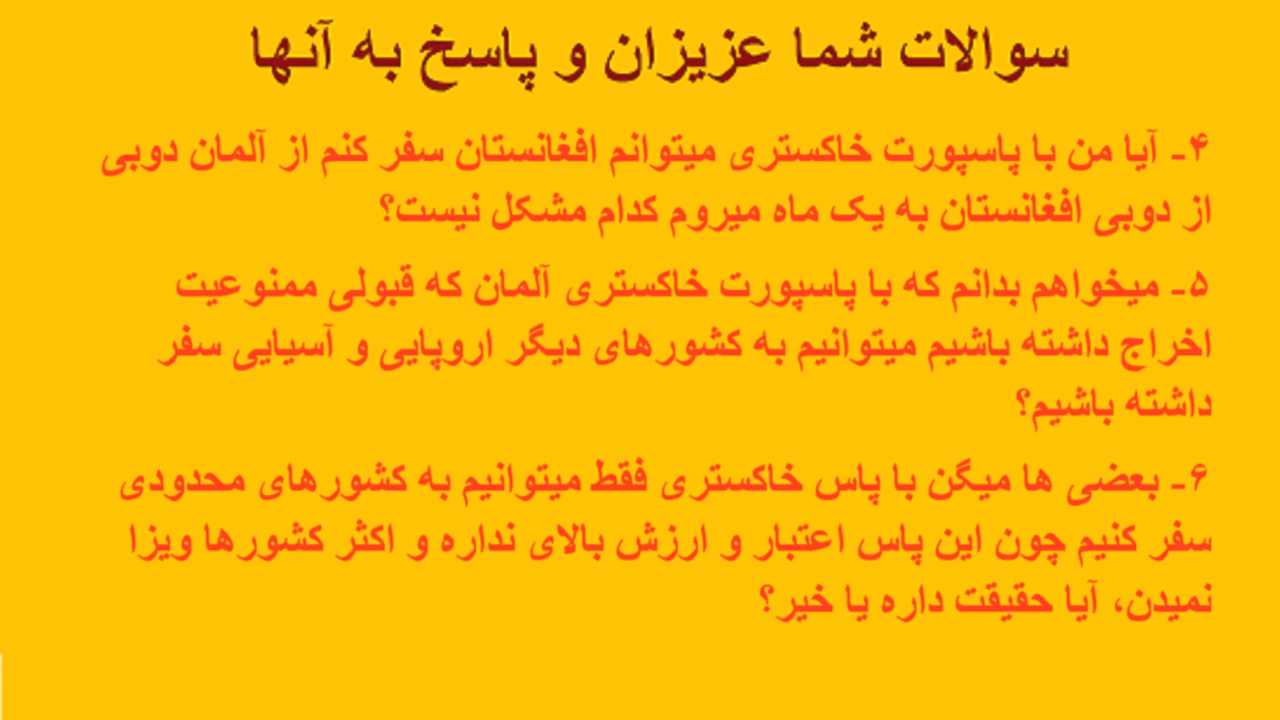 سوالات شما عزیزان و پاسخ به آنها
۴- آیا من با پاسپورت خاکستری میتوانم افغانستان سفر کنم از آلمان دوبی
از دوبی افغانستان به یک ماه میروم کدام مشکل نیست؟
۵- میخواهم بدانم که با پاسپورت خاکستری آلمان که قبولی ممنوعیت
اخراج داشته باشیم میتوانیم به کشورهای دیگر اروپایی و آسیایی سفر
داشته باشیم؟
۶- بعضی ها میگن با پاس خاکستری فقط میتوانیم به کشورهای محدودی
سفر کنیم چون این پاس اعتبار و ارزش بالای نداره و اکثر کشورها ویزا
نمیدن، آیا حقیقت داره یا خیر؟